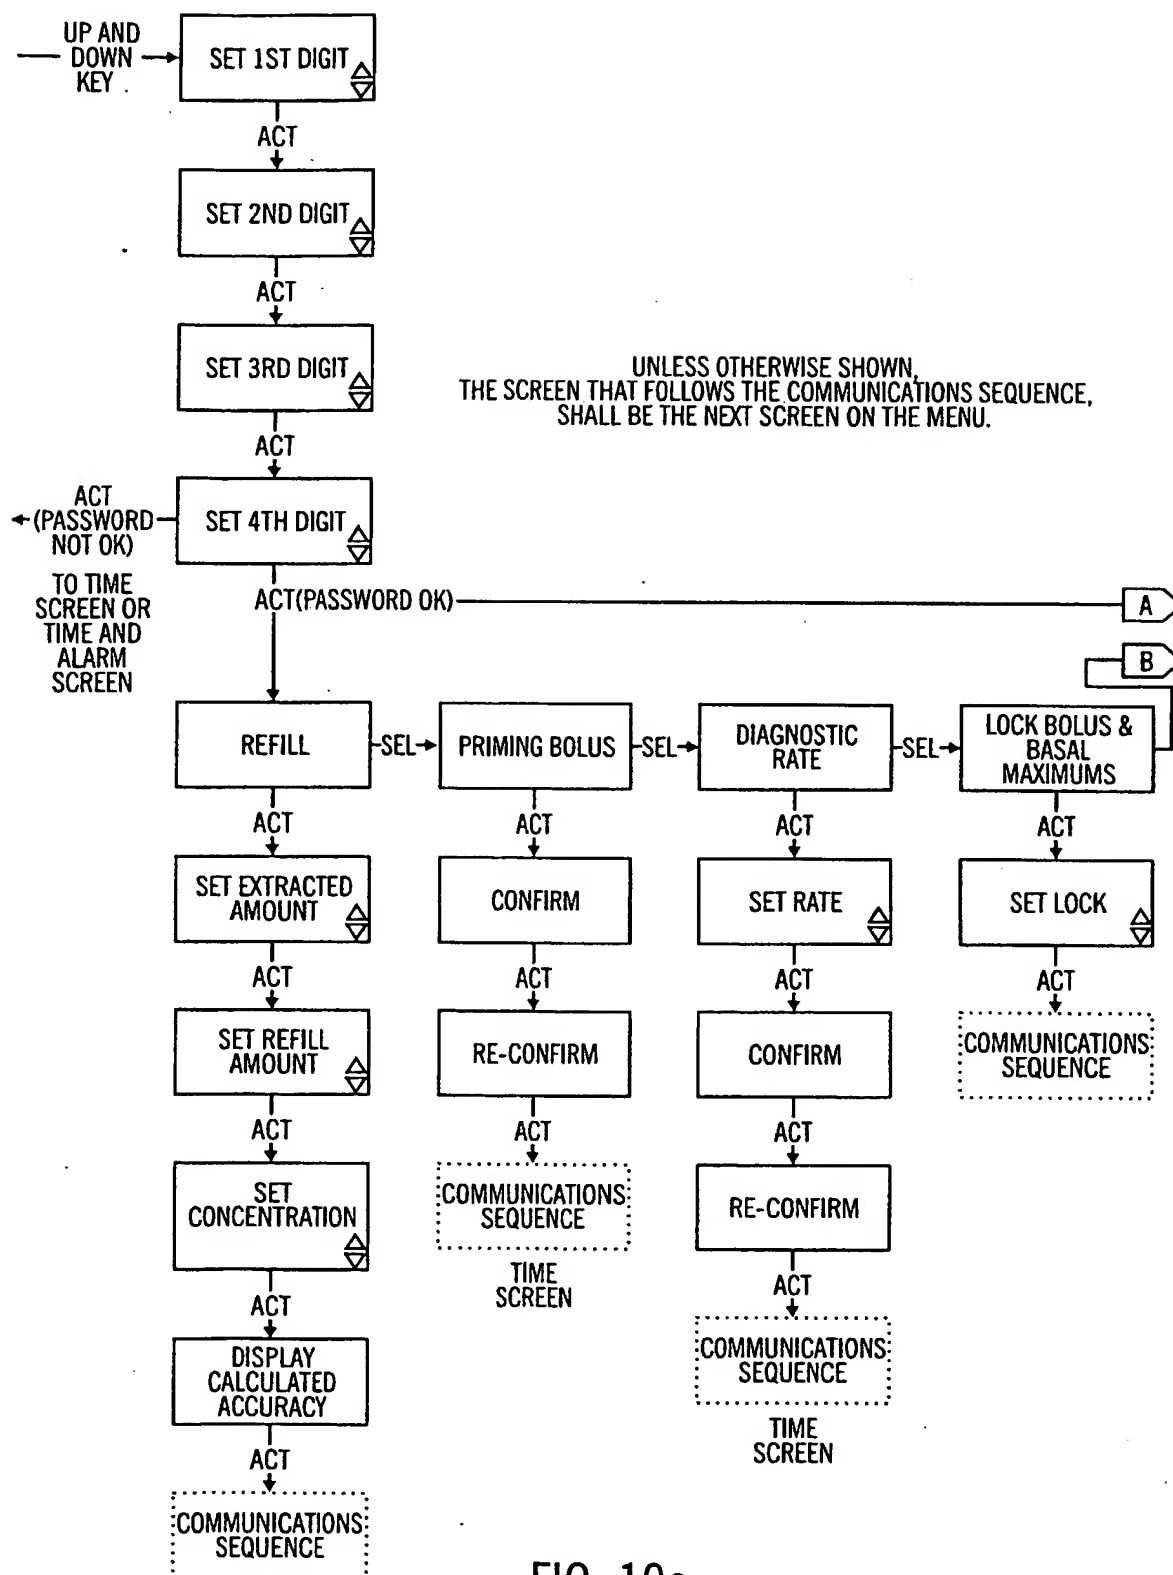 UP AND
DOWN
KEY
SET 1ST DIGIT
ACT
SET 2ND DIGIT
ACT
SET 3RD DIGIT
UNLESS OTHERWISE SHOWN,
THE SCREEN THAT FOLLOWS THE COMMUNICATIONS SEQUENCE,
SHALL BE THE NEXT SCREEN ON THE MENU.
ACT
SET 4TH DIGIT
ACT
(PASSWORD
NOT OK)
TO TIME
SCREEN OR
TIME AND
ALARM
SCREEN
ACT(PASSWORD OK)
A
B
REFILL
SEL
PRIMING BOLUS
SEL
DIAGNOSTIC
RATE
SEL
LOCK BOLUS &
BASAL
MAXIMUMS
ACT
SET EXTRACTED
AMOUNT
ACT
SET REFILL
AMOUNT
ACT
SET
CONCENTRATION
ACT
DISPLAY
CALCULATED
ACCURACY
ACT
COMMUNICATIONS
SEQUENCE
ACT
CONFIRM
ACT
RE-CONFIRM
ACT
COMMUNICATIONS
SEQUENCE
TIME
SCREEN
ACT
SET RATE
ACT
CONFIRM
ACT
RE-CONFIRM
ACT
COMMUNICATIONS
SEQUENCE
TIME
SCREEN
ACT
SET LOCK
ACT
COMMUNICATIONS
SEQUENCE